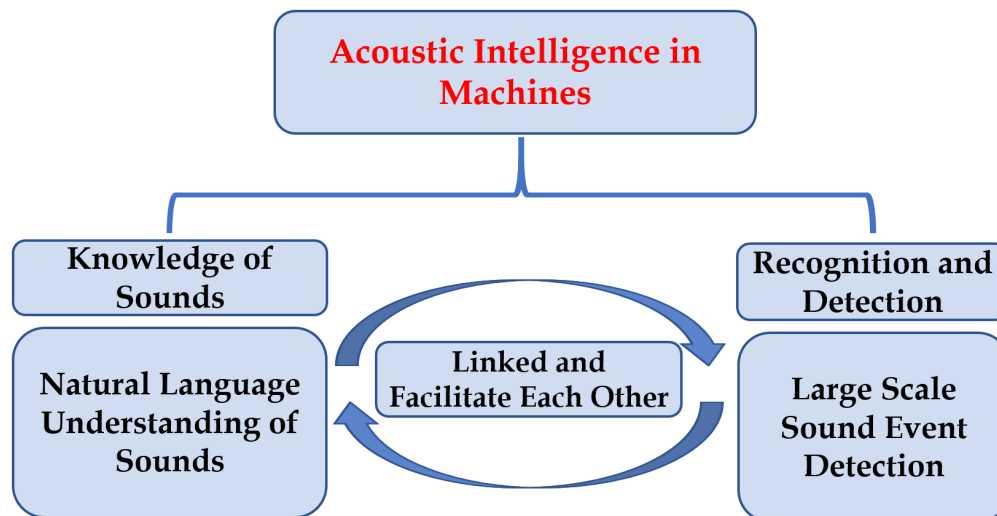 Acoustic Intelligence in
Machines
Knowledge of
Sounds
Recognition and
Detection
Linked and
Facilitate Each Other
Natural Language
Understanding of
Sounds
Large Scale
Sound Event
Detection